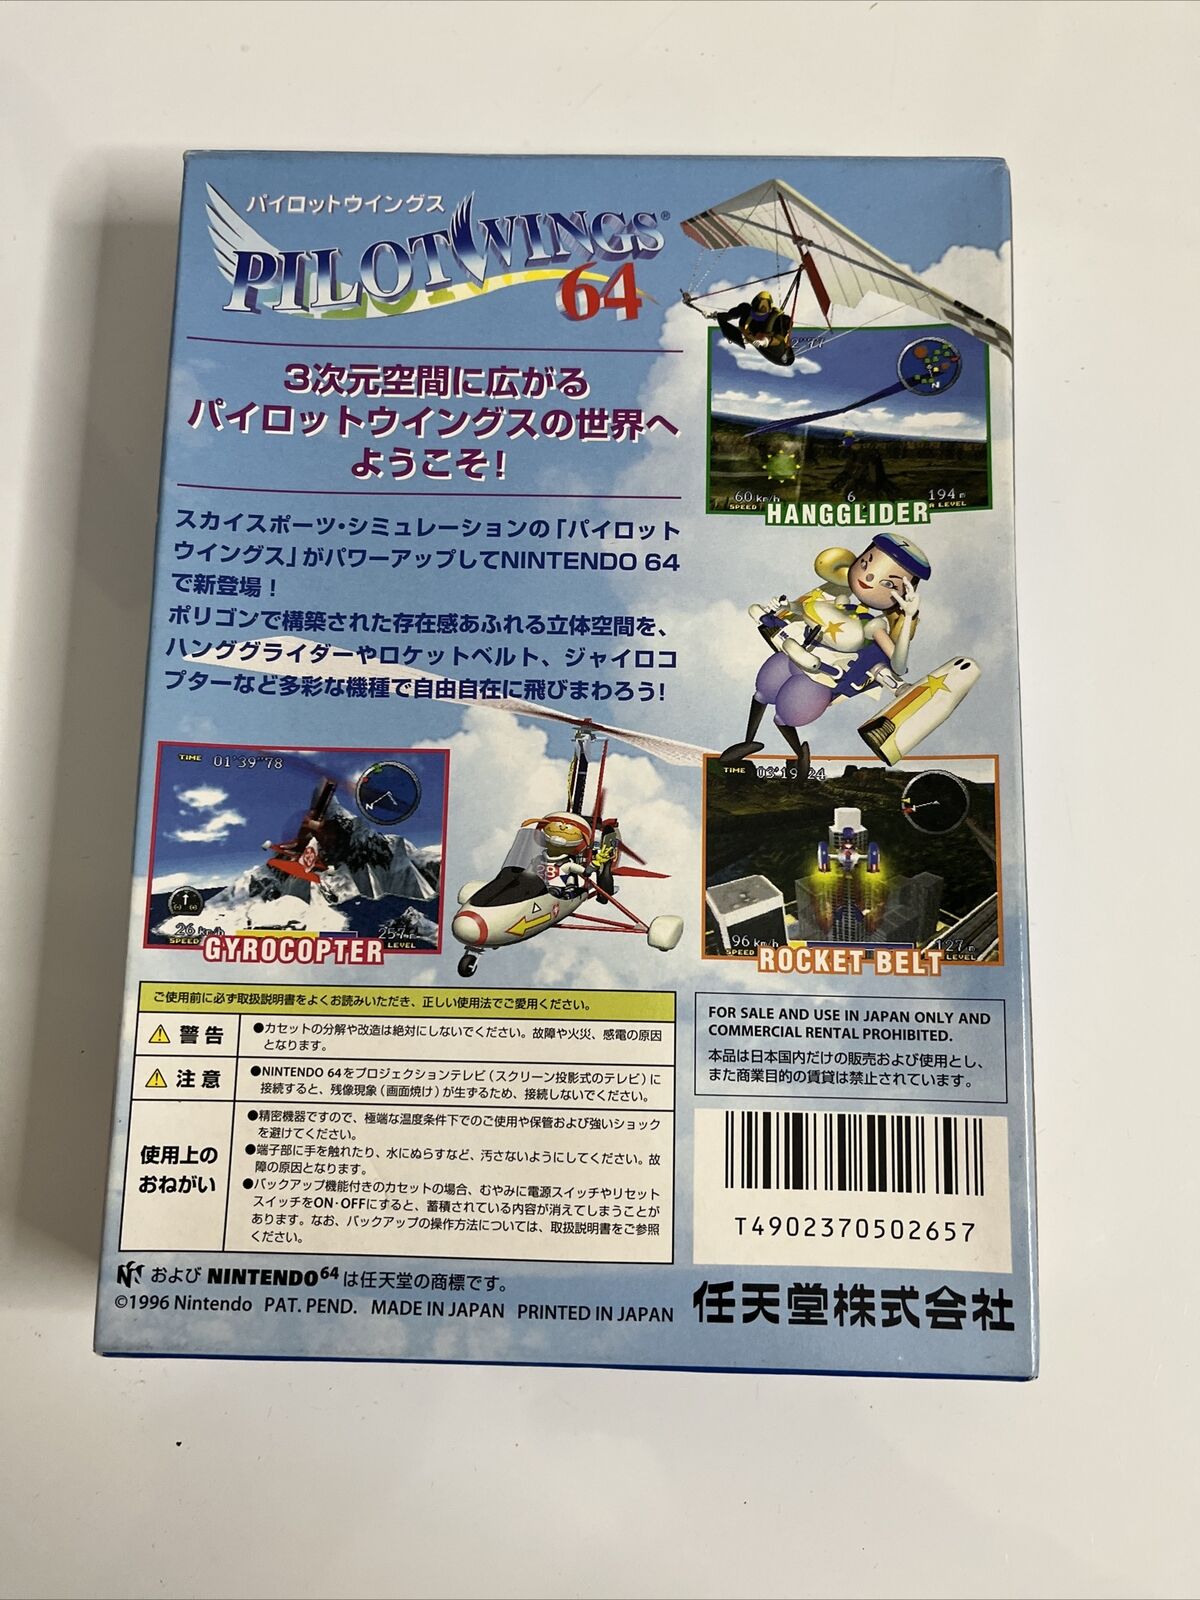 パイロットウイングス
PILOTWINGS®
64
3次元空間に広がる
パイロットウイングスの世界へ
ようこそ!
スカイスポーツ・シミュレーションの「パイロット
ウイングス」がパワーアップしてNINTENDO 64
で新登場!
ポリゴンで構築された存在感あふれる立体空間を、
ハンググライダーやロケットベルト、ジャイロコ
プターなど多彩な機種で自由自在に飛びまわろう!
N
60 km/h
6
194 m
SPEED
LEVEL
HANGGLIDER
TIME 01'39"78
N
26 km/h
257 m
SPEED
LEVEL
GYROCOPTER
TIME 03'19 24
N
96 km/h
127 m
SPEED
LEVEL
ROCKET BELT
ご使用前に必ず取扱説明書をよくお読みいただき、正しい使用法でご愛用ください。
警告
●カセットの分解や改造は絶対にしないでください。故障や火災、感電の原因
となります。
注意
●NINTENDO 64をプロジェクションテレビ(スクリーン投影式のテレビ)に
接続すると、残像現象(画面焼け)が生ずるため、接続しないでください。
使用上の
おねがい
●精密機器ですので、極端な温度条件下でのご使用や保管および強いショック
を避けてください。
●端子部に手を触れたり、水にぬらすなど、汚さないようにしてください。故
障の原因となります。
●バックアップ機能付きのカセットの場合、むやみに電源スイッチやリセット
スイッチをON・OFFにすると、蓄積されている内容が消えてしまうことが
あります。なお、バックアップの操作方法については、取扱説明書をご参照
ください。
FOR SALE AND USE IN JAPAN ONLY AND
COMMERCIAL RENTAL PROHIBITED.
本品は日本国内だけの販売および使用とし、
また商業目的の賃貸は禁止されています。
T4902370502657
および NINTENDO64 は任天堂の商標です。
©1996 Nintendo PAT. PEND. MADE IN JAPAN PRINTED IN JAPAN
任天堂株式会社